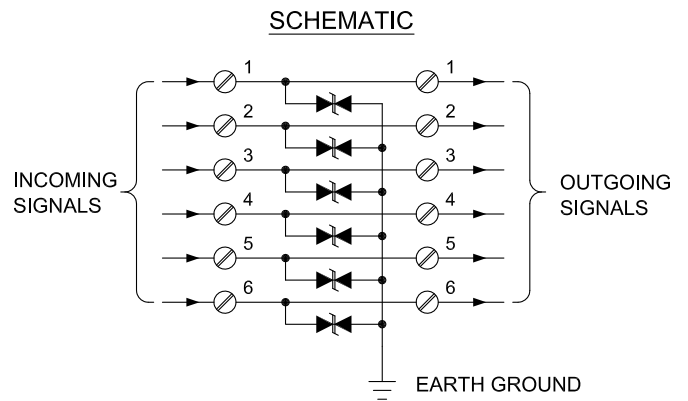 SCHEMATIC
1 1
2 2
3 3
INCOMING
SIGNALS
OUTGOING
SIGNALS
4 4
5 5
6 6
EARTH GROUND